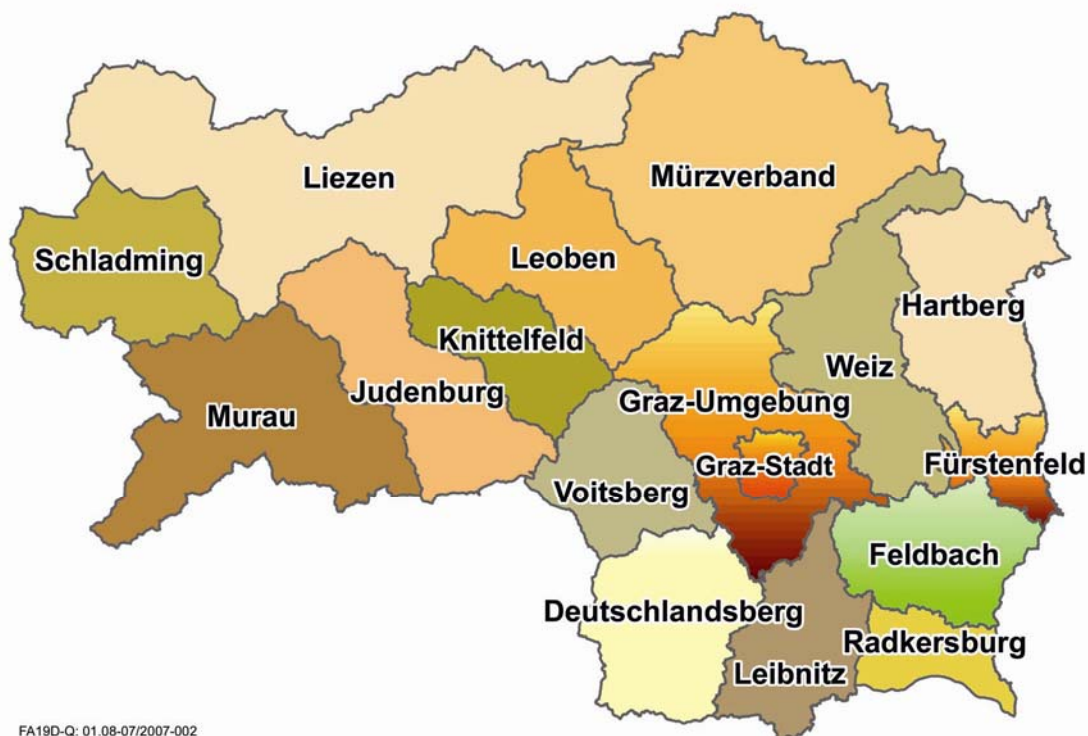 Liezen
Mürzverband
Schladming
Leoben
Hartberg
Knittelfeld
Weiz
Judenburg
Graz-Umgebung
Murau
Graz-Stadt
Fürstenfeld
Voitsberg
Feldbach
Deutschlandsberg
Radkersburg
Leibnitz
FA19D-Q: 01.08-07/2007-002